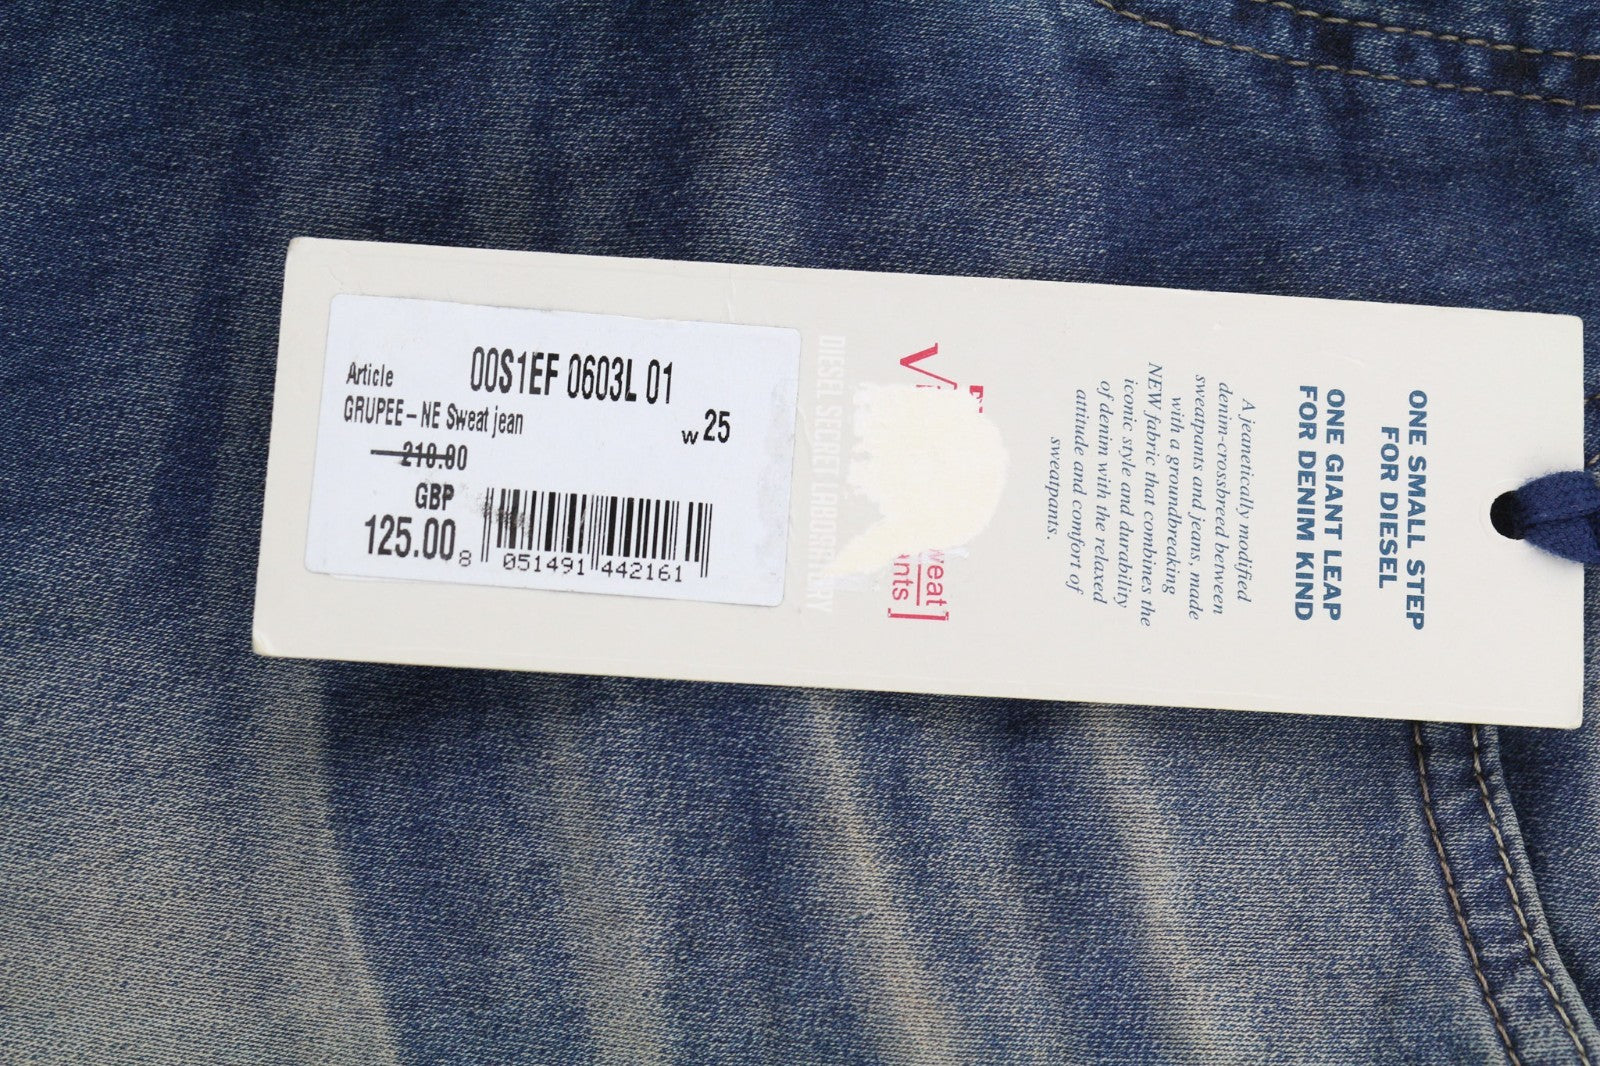 Article 00S1EF 0603L 01
GRUPEE-NE Sweat jean
W 25
210.00
GBP
125.00
8 051491 442161
DIESEL SECRET LABORATORY
weat
nts]
ONE SMALL STEP
FOR DIESEL
ONE GIANT LEAP
FOR DENIM KIND
A jeanetically modified
denim-crossbreed between
sweatpants and jeans, made
with a groundbreaking
NEW fabric that combines the
iconic style and durability
of denim with the relaxed
attitude and comfort of
sweatpants.